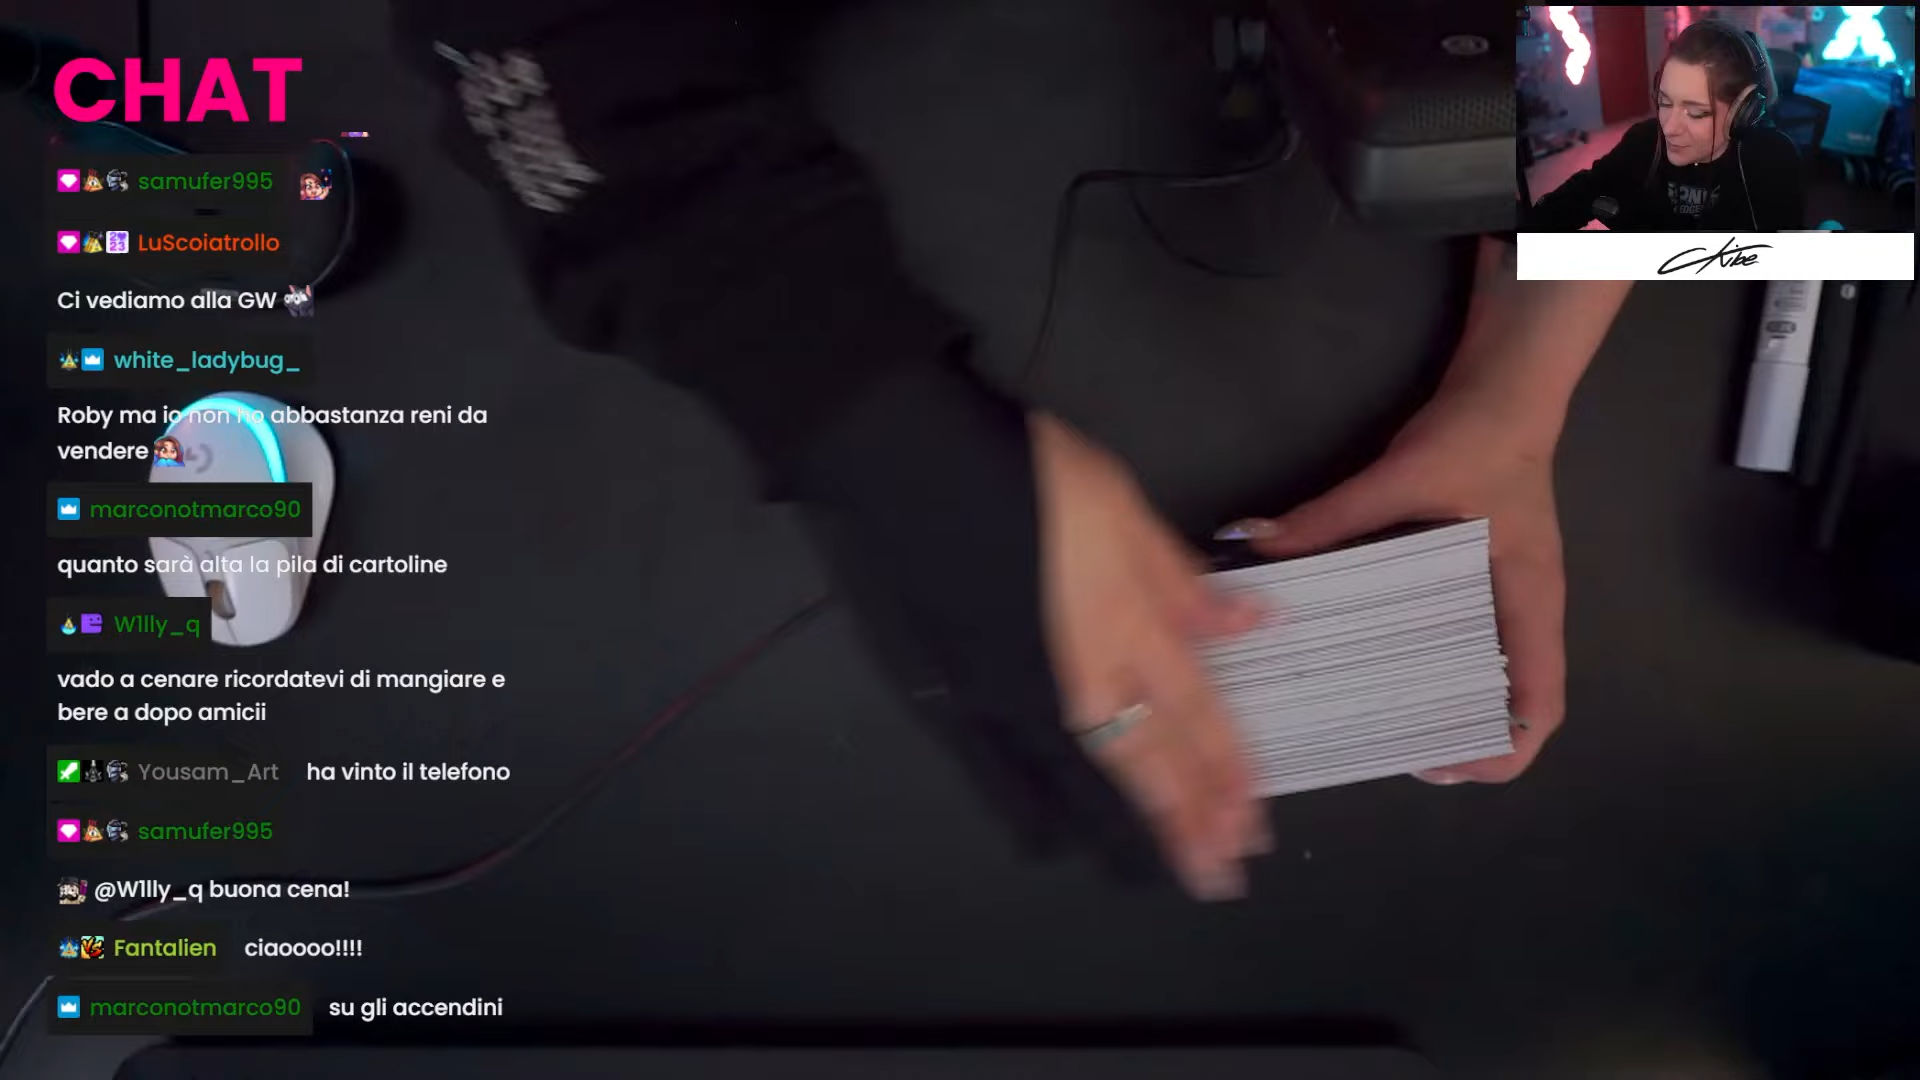 CHAT
samufer995
LuScoiatrollo
Ci vediamo alla GW
white_ladybug_
Roby ma io non ho abbastanza reni da
vendere
marconotmarco90
quanto sarà alta la pila di cartoline
W1lly_q
vado a cenare ricordatevi di mangiare e
bere a dopo amicii
Yousam_Art ha vinto il telefono
samufer995
@W1lly_q buona cena!
Fantalien ciaoooo!!!!
marconotmarco90 su gli accendini
Kibe